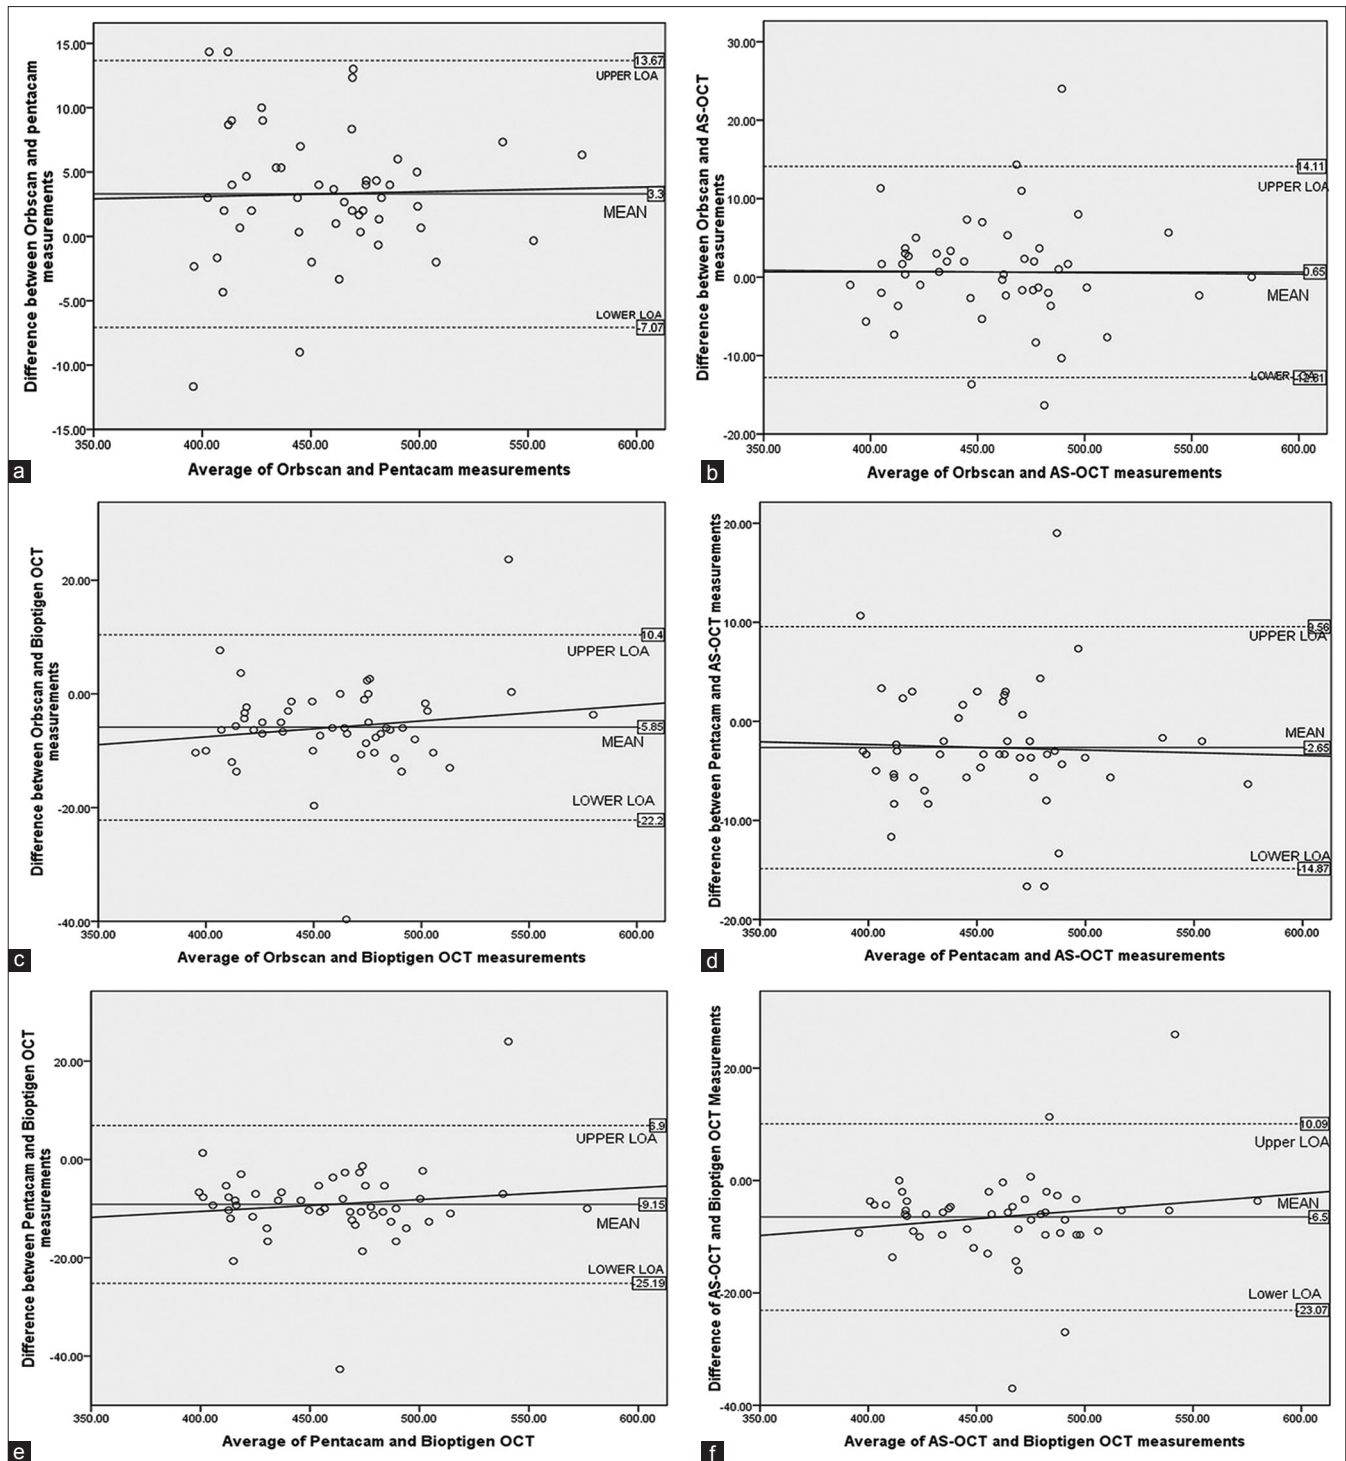 Difference between Orbscan and pentacam
measurements
15.00
10.00
5.00
0.00
-5.00
-10.00
-15.00
13.67
UPPER LOA
3.3
MEAN
LOWER LOA
-7.07
350.00 400.00 450.00 500.00 550.00 600.00
Average of Orbscan and Pentacam measurements
a
Difference between Orbscan and AS-OCT
measurements
30.00
20.00
10.00
0.00
-10.00
-20.00
14.11
UPPER LOA
0.65
MEAN
LOWER LOA
350.00 400.00 450.00 500.00 550.00 600.00
Average of Orbscan and AS-OCT measurements
b
Difference between Orbscan and Bioptigen OCT
measurements
20.00
0.00
-20.00
-40.00
10.4
UPPER LOA
-5.85
MEAN
LOWER LOA
-22.2
350.00 400.00 450.00 500.00 550.00 600.00
Average of Orbscan and Bioptigen OCT measurements
c
Difference between Pentacam and AS-OCT measurements
20.00
10.00
0.00
-10.00
-20.00
9.56
UPPER LOA
MEAN
-2.65
LOWER LOA
-14.87
350.00 400.00 450.00 500.00 550.00 600.00
Average of Pentacam and AS-OCT measurements
d
Difference between Pentacam and Bioptigen OCT
measurements
20.00
0.00
-20.00
-40.00
6.9
UPPER LOA
-9.15
MEAN
LOWER LOA
-25.19
350.00 400.00 450.00 500.00 550.00 600.00
Average of Pentacam and Bioptigen OCT
e
Difference of AS-OCT and Bioptigen OCT Measurements
20.00
0.00
-20.00
-40.00
10.09
Upper LOA
MEAN
-6.5
Lower LOA
-23.07
350.00 400.00 450.00 500.00 550.00 600.00
Average of AS-OCT and Bioptigen OCT measurements
f